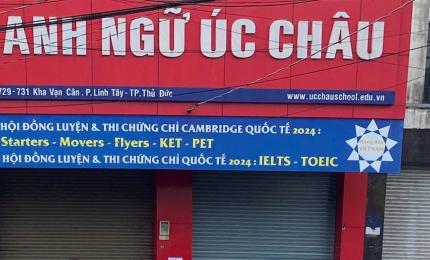 ANH NGỮ ÚC CHÂU
729-731 Kha Vạn Cân , P.Linh Tây -TP.Thủ Đức
www.ucchauschool.edu.vn
HỘI ĐỒNG LUYỆN & THI CHỨNG CHỈ CAMBRIDGE QUỐC TẾ 2024 :
Starters - Movers - Flyers - KET - PET
HỘI ĐỒNG LUYỆN & THI CHỨNG CHỈ QUỐC TẾ 2024 : IELTS - TOEIC
VIỆT NAM